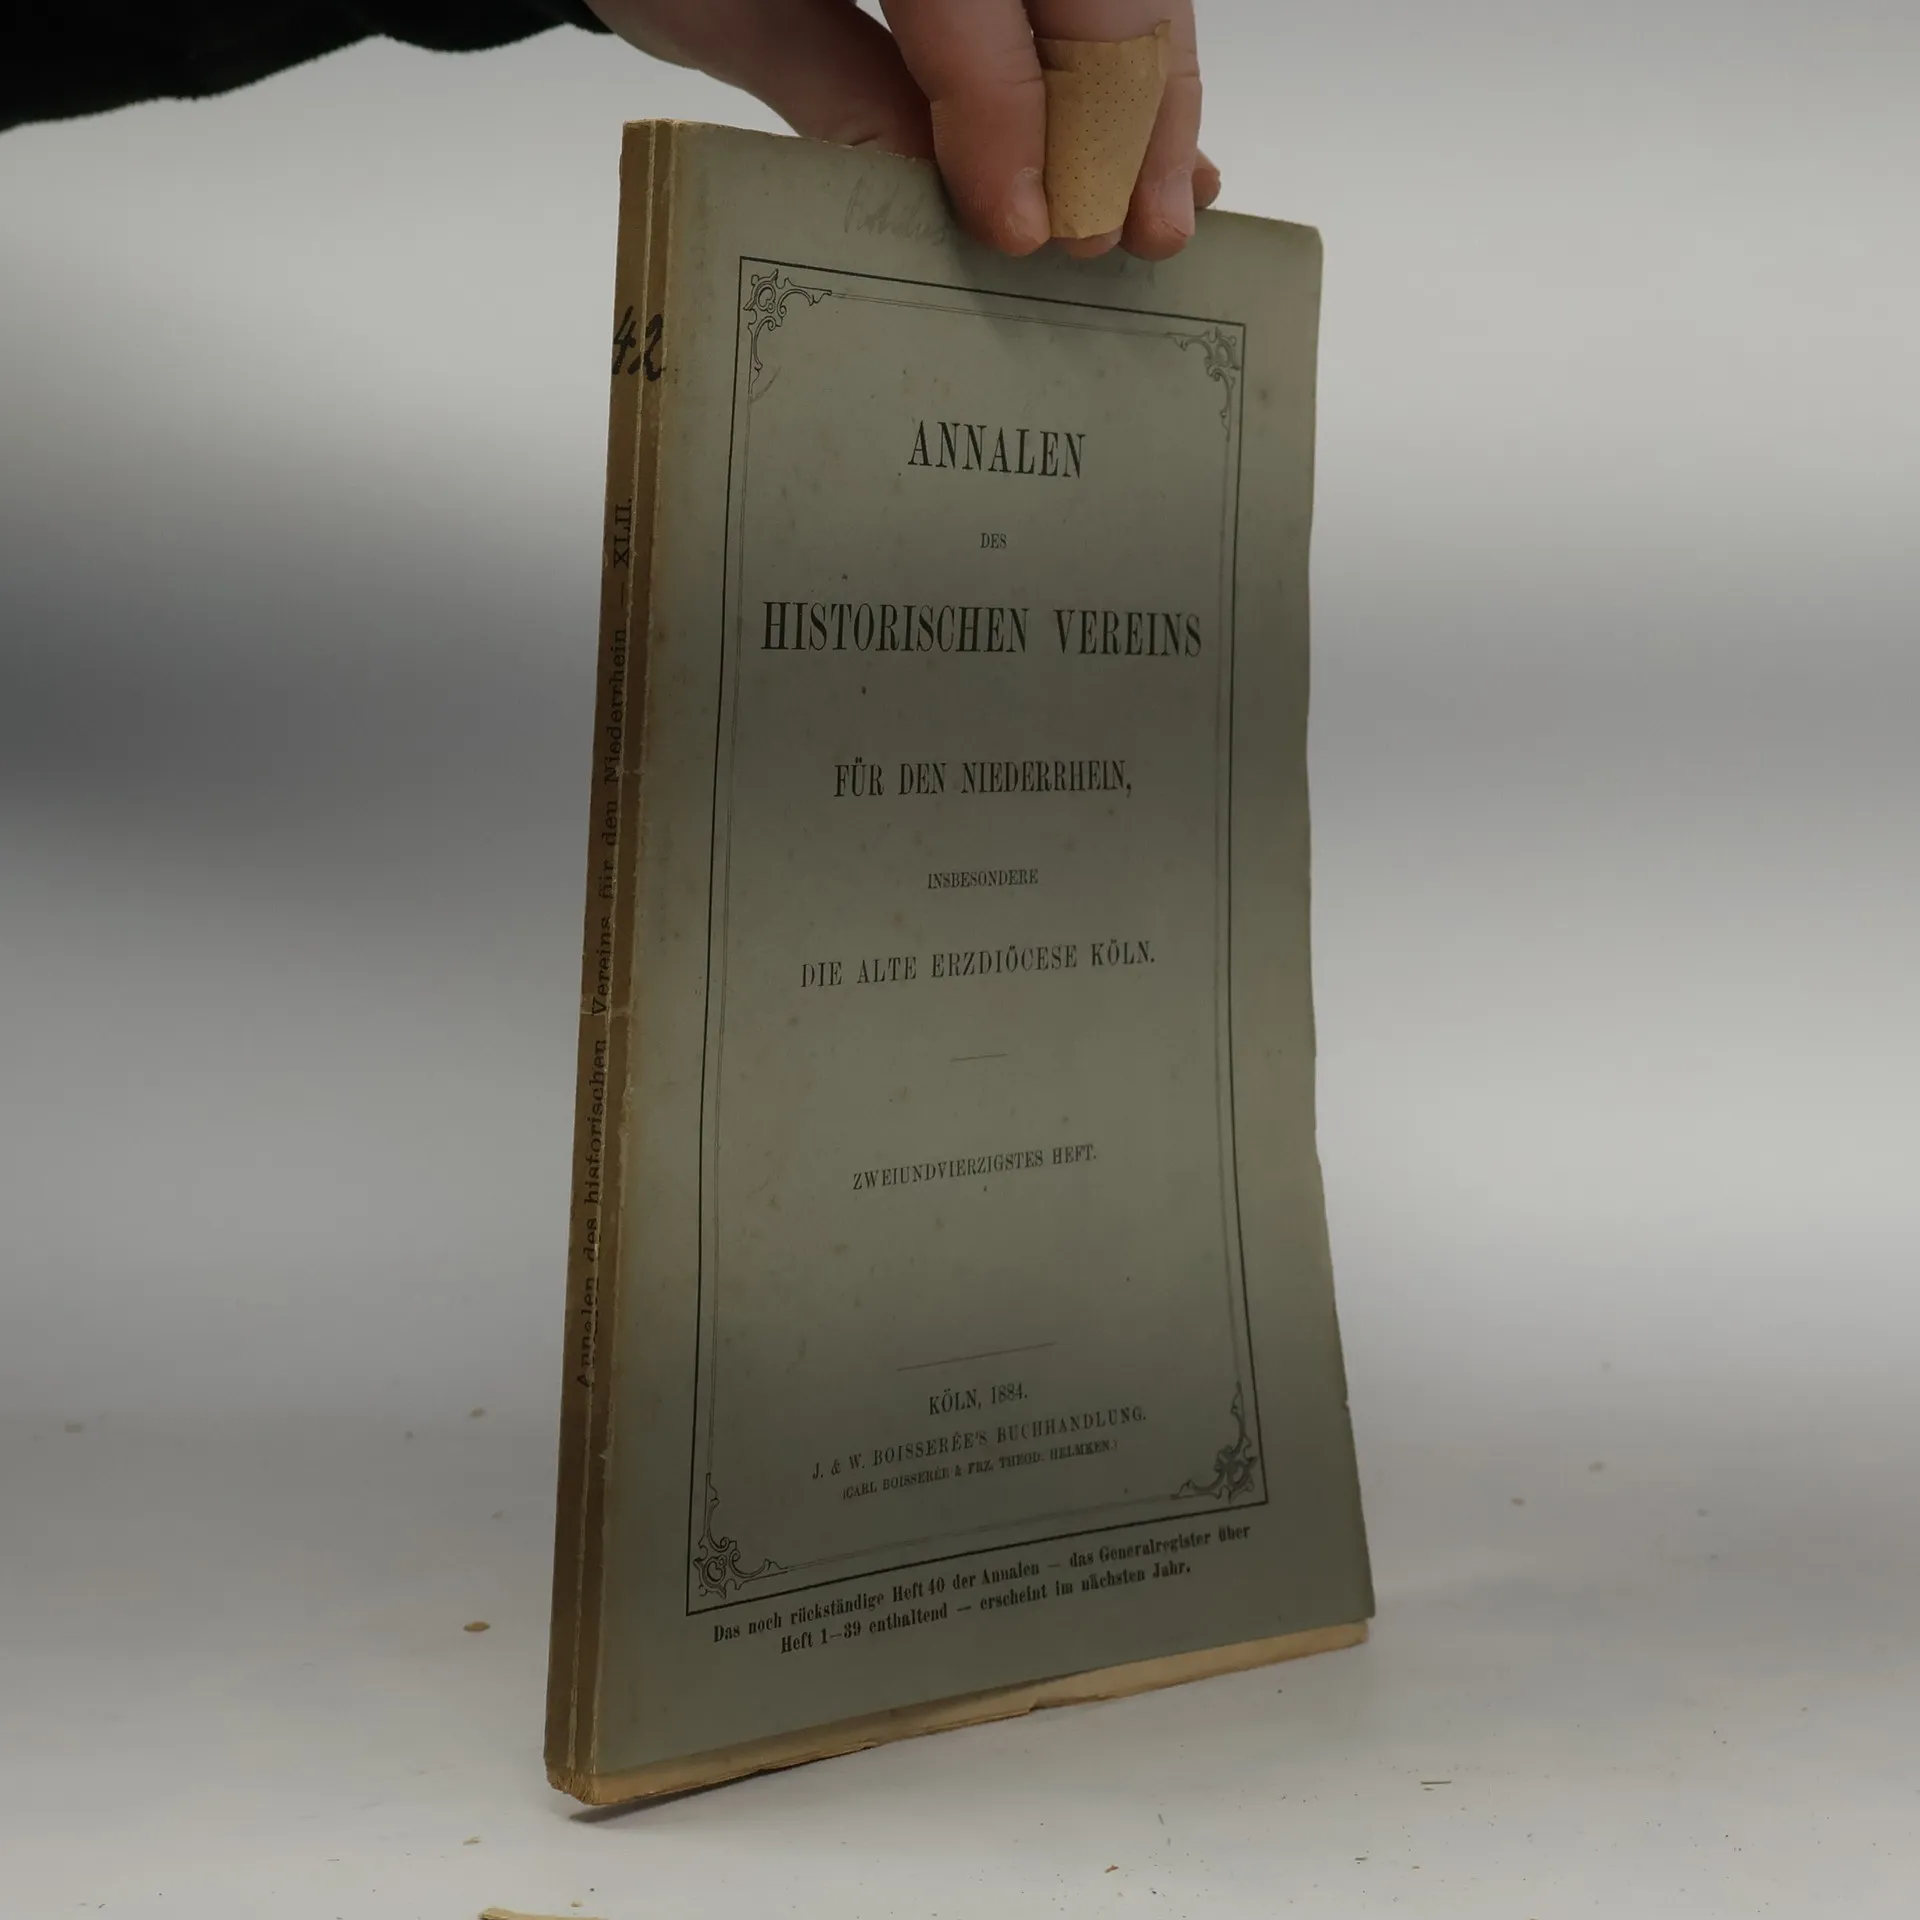 42
Annalen des historischen Vereins für den Niederrhein — XLII.
ANNALEN
DES
HISTORISCHEN VEREINS
FÜR DEN NIEDERRHEIN,
INSBESONDERE
DIE ALTE ERZDIÖCESE KÖLN.
ZWEIUNDVIERZIGSTES HEFT.
KÖLN, 1884.
J. & W. BOISSERÉE'S BUCHHANDLUNG.
(CARL BOISSERÉE & FRZ. THEOD. HELMKEN.)
Das noch rückständige Heft 40 der Annalen — das Generalregister über
Heft 1—39 enthaltend — erscheint im nächsten Jahr.